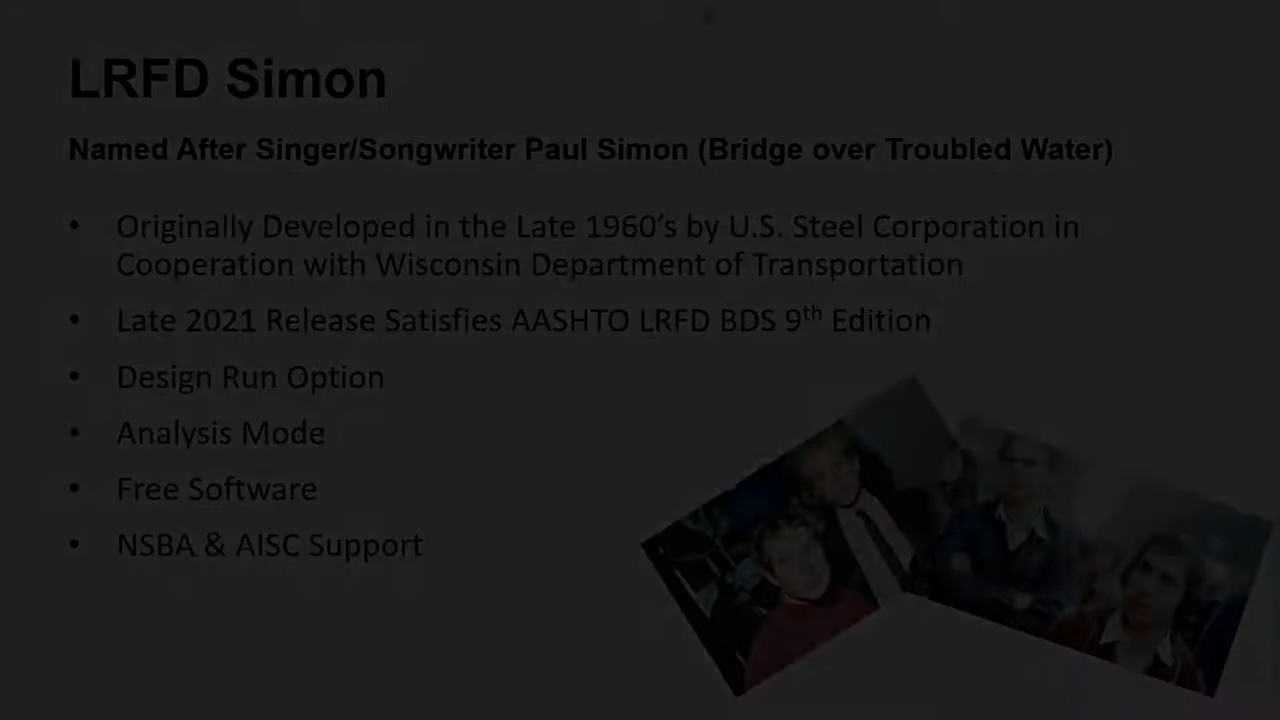 LRFD Simon
Named After Singer/Songwriter Paul Simon (Bridge over Troubled Water)
• Originally Developed in the Late 1960's by U.S. Steel Corporation in
Cooperation with Wisconsin Department of Transportation
• Late 2021 Release Satisfies AASHTO LRFD BDS 9th Edition
• Design Run Option
• Analysis Mode
• Free Software
• NSBA & AISC Support